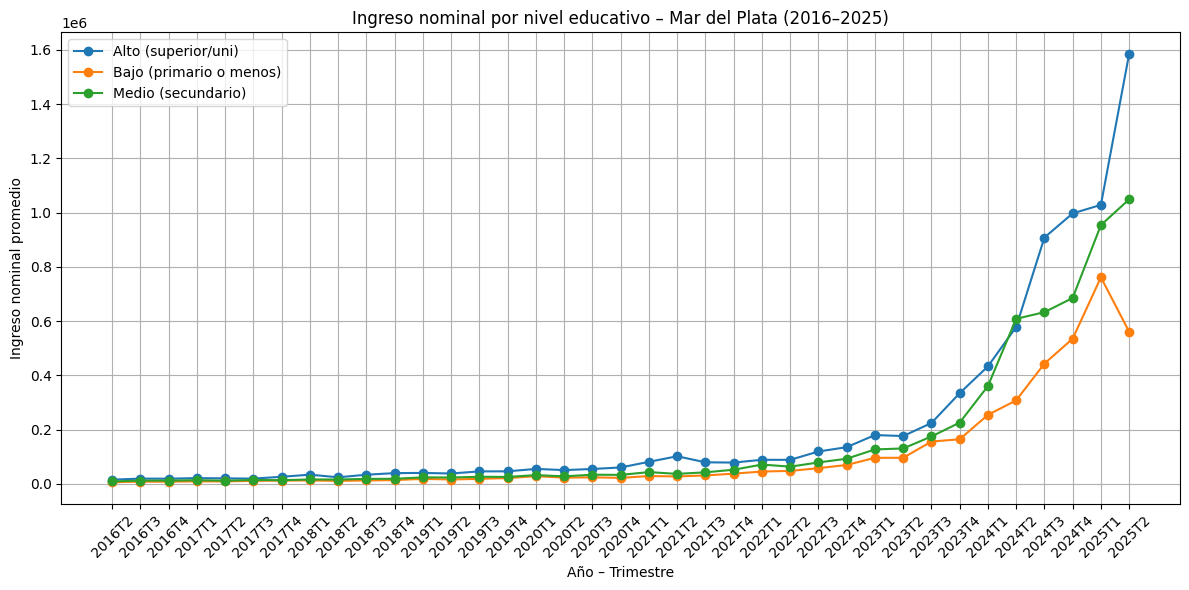 Ingreso nominal por nivel educativo – Mar del Plata (2016–2025)
1e6
Alto (superior/uni)
Bajo (primario o menos)
Medio (secundario)
Ingreso nominal promedio
1.6
1.4
1.2
1.0
0.8
0.6
0.4
0.2
0.0
2016T2
2016T3
2016T4
2017T1
2017T2
2017T3
2017T4
2018T1
2018T2
2018T3
2018T4
2019T1
2019T2
2019T3
2019T4
2020T1
2020T2
2020T3
2020T4
2021T1
2021T2
2021T3
2021T4
2022T1
2022T2
2022T3
2022T4
2023T1
2023T2
2023T3
2023T4
2024T1
2024T2
2024T3
2024T4
2025T1
2025T2
Año – Trimestre